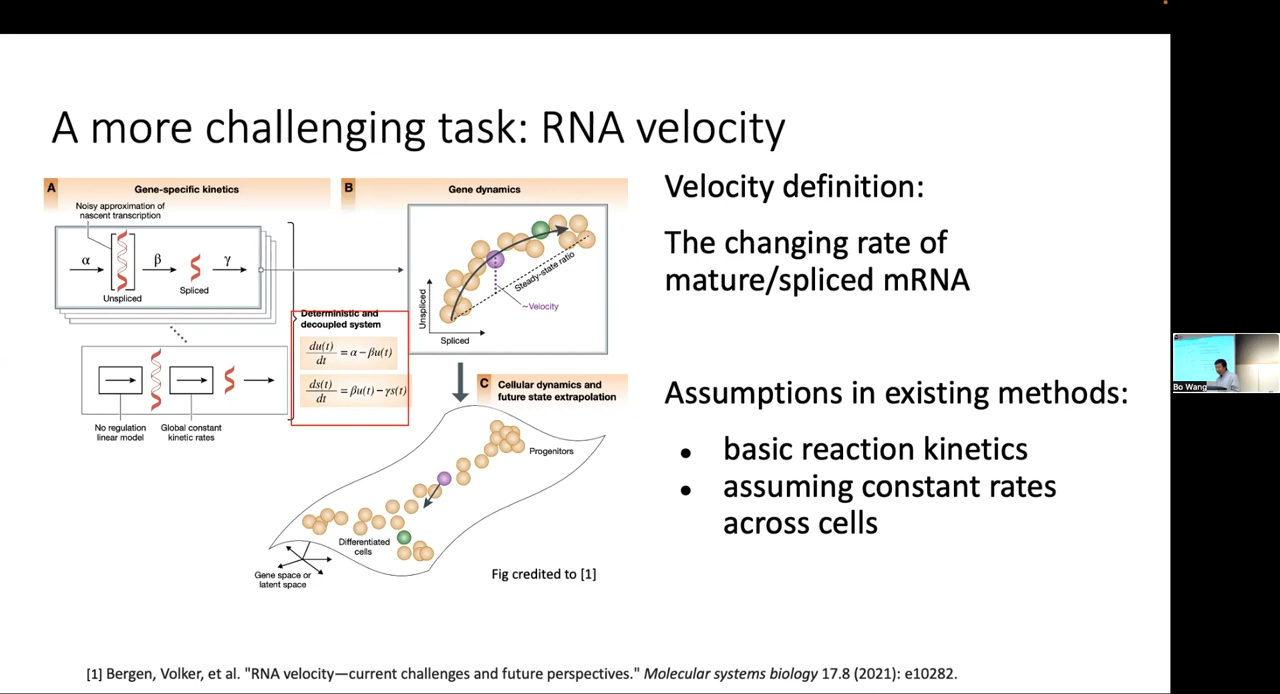 A more challenging task: RNA velocity
A
Gene-specific kinetics
Noisy approximation of
nascent transcription
α
β
γ
Unspliced
Spliced
No regulation
linear model
Global constant
kinetic rates
Deterministic and
decoupled system
du(t)/dt = α – βu(t)
ds(t)/dt = βu(t) – γs(t)
B
Gene dynamics
Unspliced
Spliced
Steady-state ratio
~Velocity
C
Cellular dynamics and
future state extrapolation
Progenitors
Differentiated
cells
Gene space or
latent space
Fig credited to [1]
Velocity definition:
The changing rate of
mature/spliced mRNA
Assumptions in existing methods:
• basic reaction kinetics
• assuming constant rates
across cells
Bo Wang
[1] Bergen, Volker, et al. "RNA velocity—current challenges and future perspectives." Molecular systems biology 17.8 (2021): e10282.